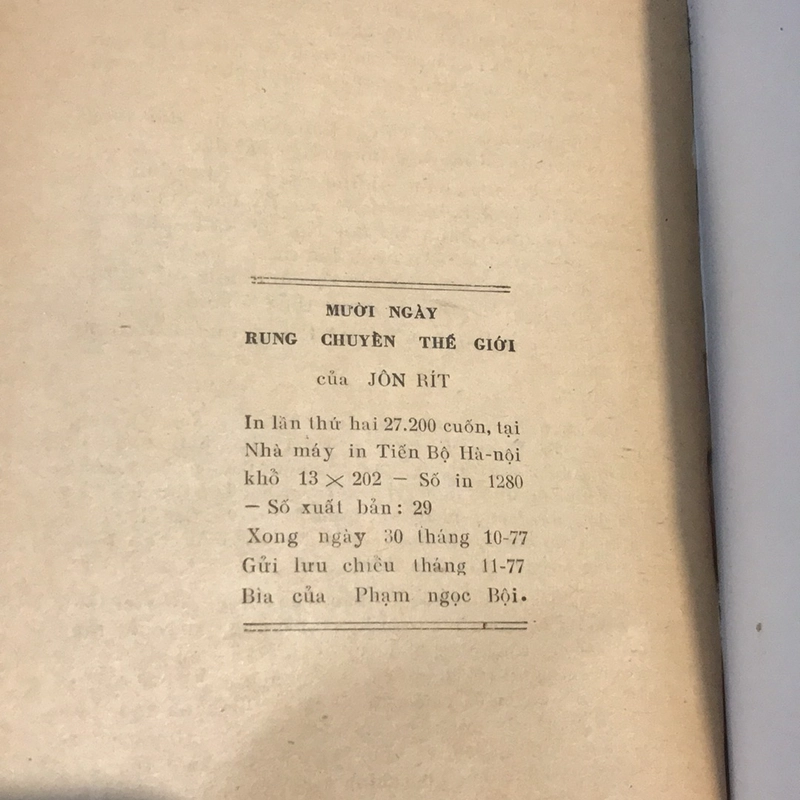 MƯỜI NGÀY
RUNG CHUYỀN THẾ GIỚI
của JÔN RÍT
In lần thứ hai 27.200 cuốn, tại
Nhà máy in Tiến Bộ Hà-nội
khổ 13 × 202 — Số in 1280
— Số xuất bản: 29
Xong ngày 30 tháng 10-77
Gửi lưu chiều tháng 11-77
Bìa của Phạm ngọc Bội.